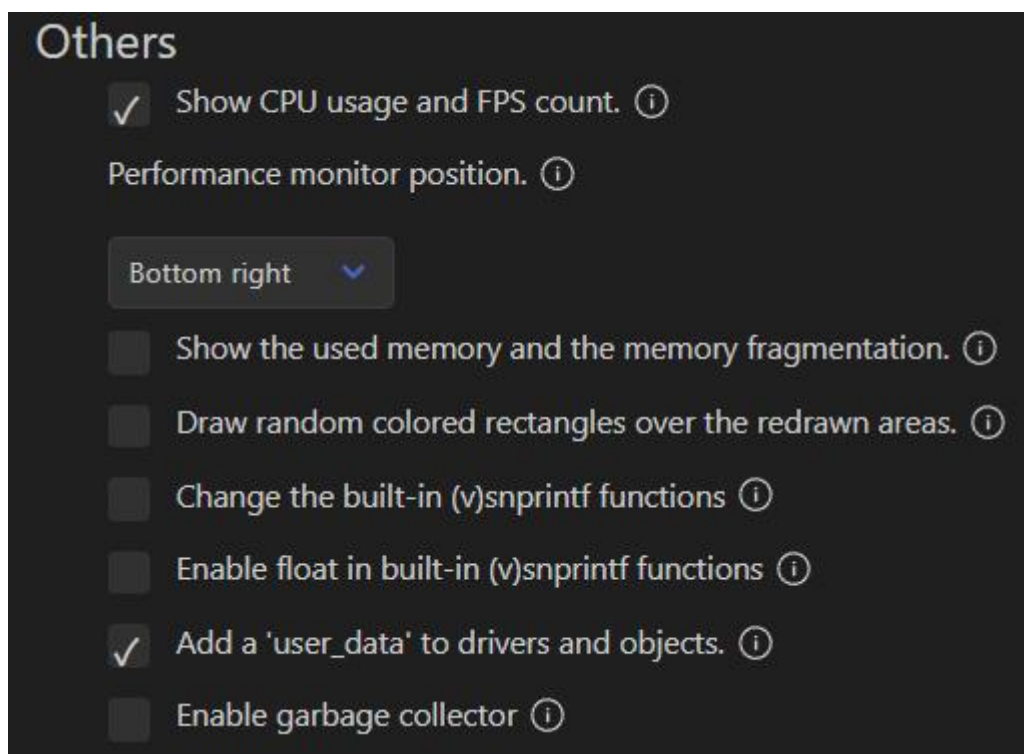 Others
Show CPU usage and FPS count.
Performance monitor position.
Bottom right
Show the used memory and the memory fragmentation.
Draw random colored rectangles over the redrawn areas.
Change the built-in (v)snprintf functions
Enable float in built-in (v)snprintf functions
Add a 'user_data' to drivers and objects.
Enable garbage collector